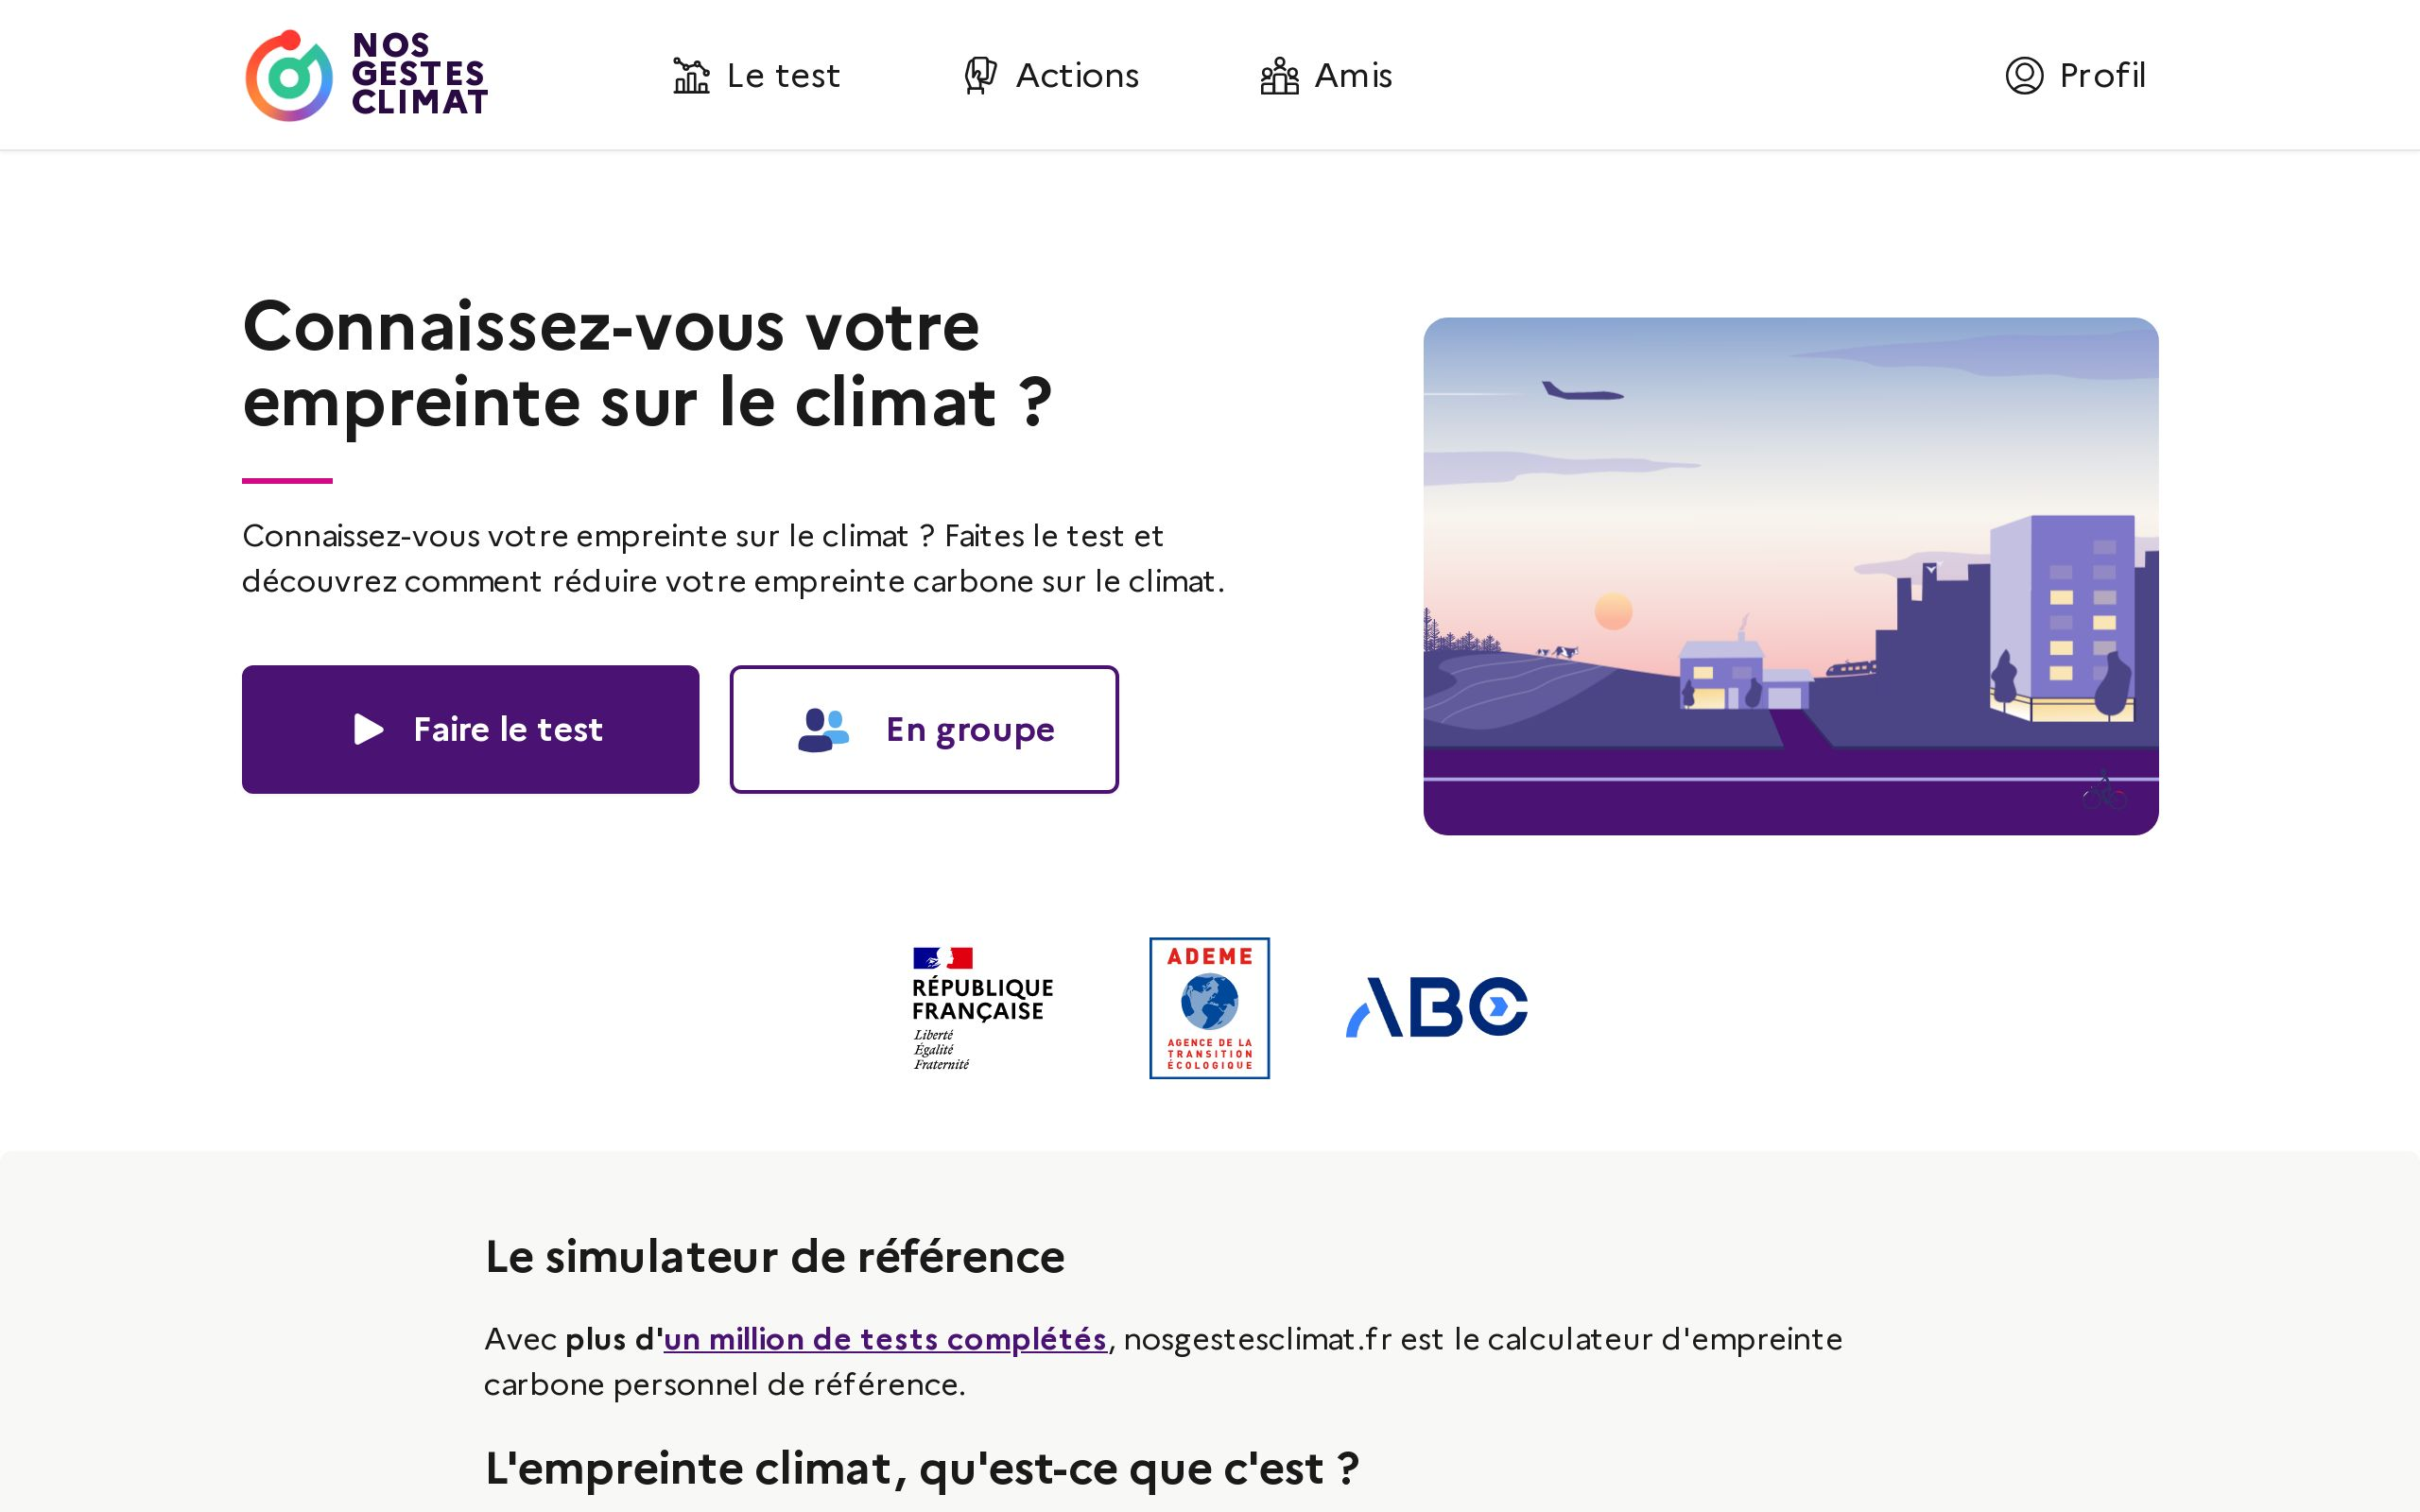 NOS
GESTES
CLIMAT
Le test
Actions
Amis
Profil
Connaissez-vous votre
empreinte sur le climat ?
Connaissez-vous votre empreinte sur le climat ? Faites le test et
découvrez comment réduire votre empreinte carbone sur le climat.
Faire le test
En groupe
RÉPUBLIQUE
FRANÇAISE
Liberté
Égalité
Fraternité
ADEME
AGENCE DE LA
TRANSITION
ÉCOLOGIQUE
ABC
Le simulateur de référence
Avec plus d'un million de tests complétés, nosgestesclimat.fr est le calculateur d'empreinte
carbone personnel de référence.
L'empreinte climat, qu'est-ce que c'est ?